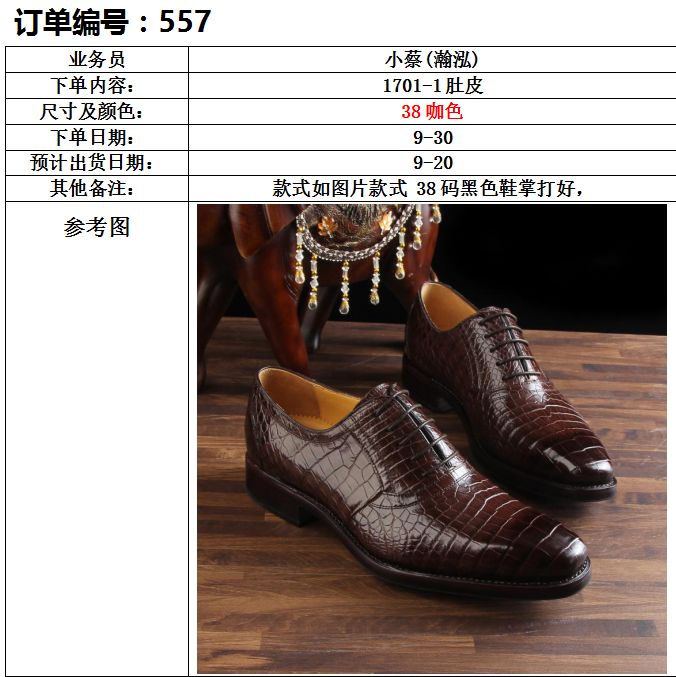 订单编号：557
业务员
小蔡(瀚泓)
下单内容：
1701-1肚皮
尺寸及颜色：
38咖色
下单日期：
9-30
预计出货日期：
9-20
其他备注：
款式如图片款式 38码黑色鞋掌打好，
参考图